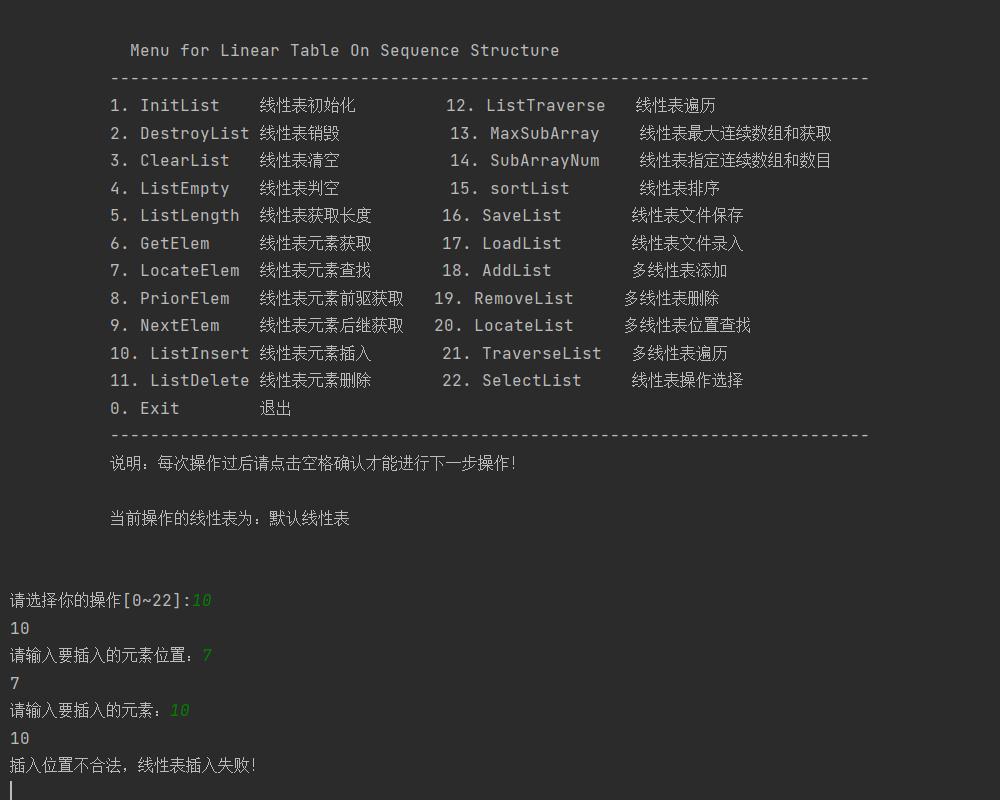 Menu for Linear Table On Sequence Structure
----------------------------------------------------------------------------
1. InitList    线性表初始化    12. ListTraverse    线性表遍历
2. DestroyList 线性表销毁    13. MaxSubArray    线性表最大连续数组和获取
3. ClearList    线性表清空    14. SubArrayNum    线性表指定连续数组和数目
4. ListEmpty    线性表判空    15. sortList    线性表排序
5. ListLength    线性表获取长度    16. SaveList    线性表文件保存
6. GetElem    线性表元素获取    17. LoadList    线性表文件录入
7. LocateElem    线性表元素查找    18. AddList    多线性表添加
8. PriorElem    线性表元素前驱获取    19. RemoveList    多线性表删除
9. NextElem    线性表元素后继获取    20. LocateList    多线性表位置查找
10. ListInsert 线性表元素插入    21. TraverseList    多线性表遍历
11. ListDelete 线性表元素删除    22. SelectList    线性表操作选择
0. Exit    退出
----------------------------------------------------------------------------
说明：每次操作过后请点击空格确认才能进行下一步操作！
当前操作的线性表为：默认线性表
请选择你的操作[0~22]:10
10
请输入要插入的元素位置：7
7
请输入要插入的元素：10
10
插入位置不合法，线性表插入失败！